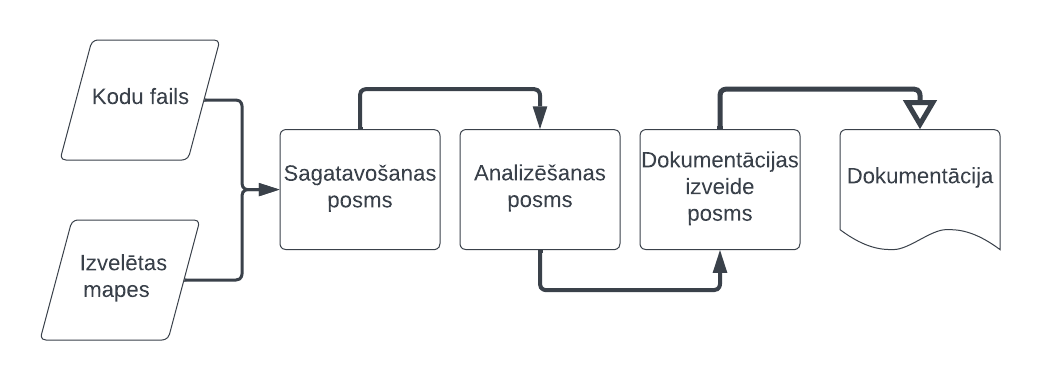 Kodu fails
Izvelētas
mapes
Sagatavošanas
posms
Analizēšanas
posms
Dokumentācijas
izveide
posms
Dokumentācija